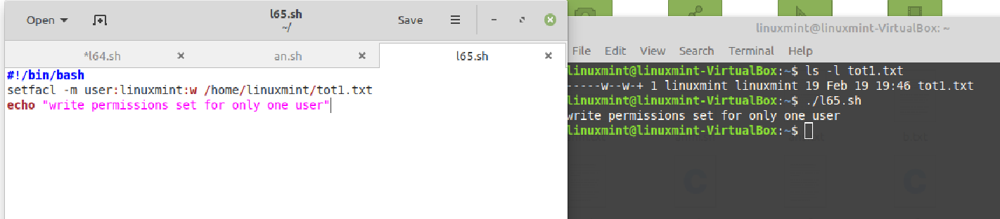 Open
l65.sh
~/
Save
*l64.sh
an.sh
l65.sh
#!/bin/bash
setfacl -m user:linuxmint:w /home/linuxmint/tot1.txt
echo "write permissions set for only one user"
linuxmint@linuxmint-VirtualBox: ~
File Edit View Search Terminal Help
linuxmint@linuxmint-VirtualBox:~$ ls -l tot1.txt
-----w--w-+ 1 linuxmint linuxmint 19 Feb 19 19:46 tot1.txt
linuxmint@linuxmint-VirtualBox:~$ ./l65.sh
write permissions set for only one user
linuxmint@linuxmint-VirtualBox:~$